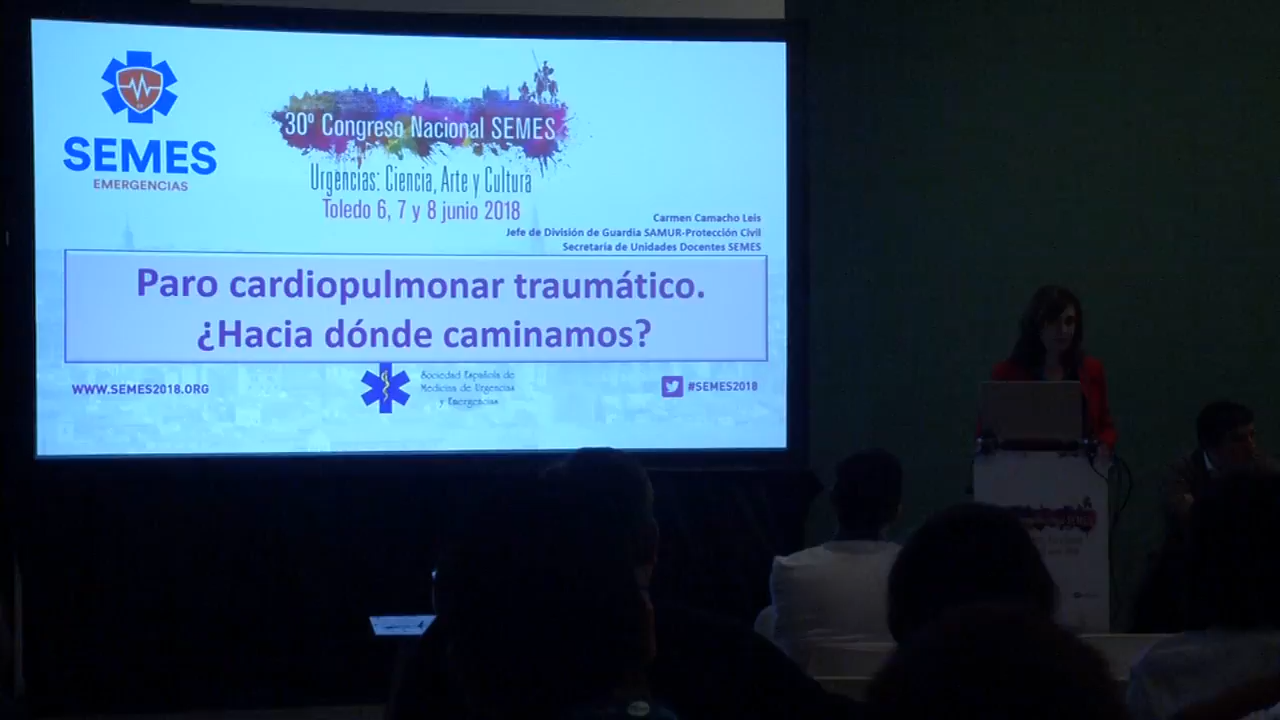 SEMES
EMERGENCIAS
30º Congreso Nacional SEMES
Urgencias: Ciencia, Arte y Cultura
Toledo 6, 7 y 8 junio 2018
Carmen Camacho Leis
Jefe de División de Guardia SAMUR-Protección Civil
Secretaría de Unidades Docentes SEMES
Paro cardiopulmonar traumático.
¿Hacia dónde caminamos?
WWW.SEMES2018.ORG
Sociedad Española de
Medicina de Urgencias
y Emergencias
#SEMES2018